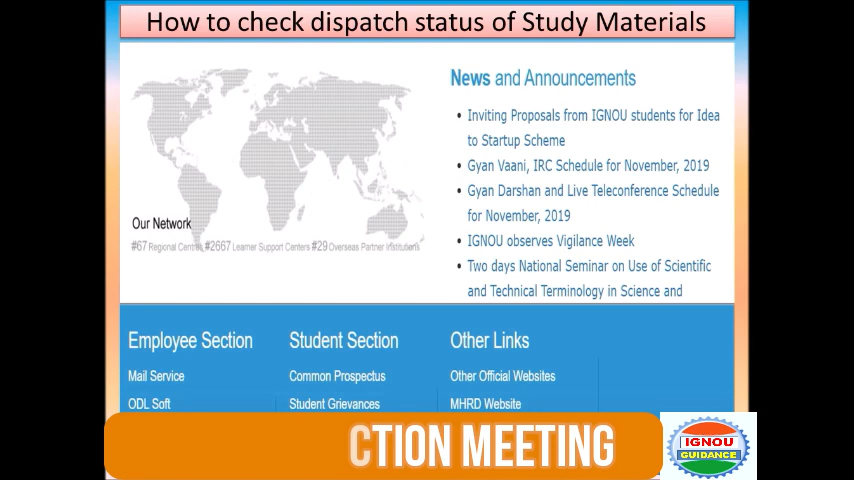 How to check dispatch status of Study Materials
News and Announcements
• Inviting Proposals from IGNOU students for Idea
to Startup Scheme
• Gyan Vaani, IRC Schedule for November, 2019
• Gyan Darshan and Live Teleconference Schedule
for November, 2019
• IGNOU observes Vigilance Week
• Two days National Seminar on Use of Scientific
and Technical Terminology in Science and
Our Network
#67 Regional Centres #2667 Learner Support Centers #29 Overseas Partner Institutions
Employee Section
Mail Service
ODL Soft
Student Section
Common Prospectus
Student Grievances
Other Links
Other Official Websites
MHRD Website
CTION MEETING
IGNOU
GUIDANCE